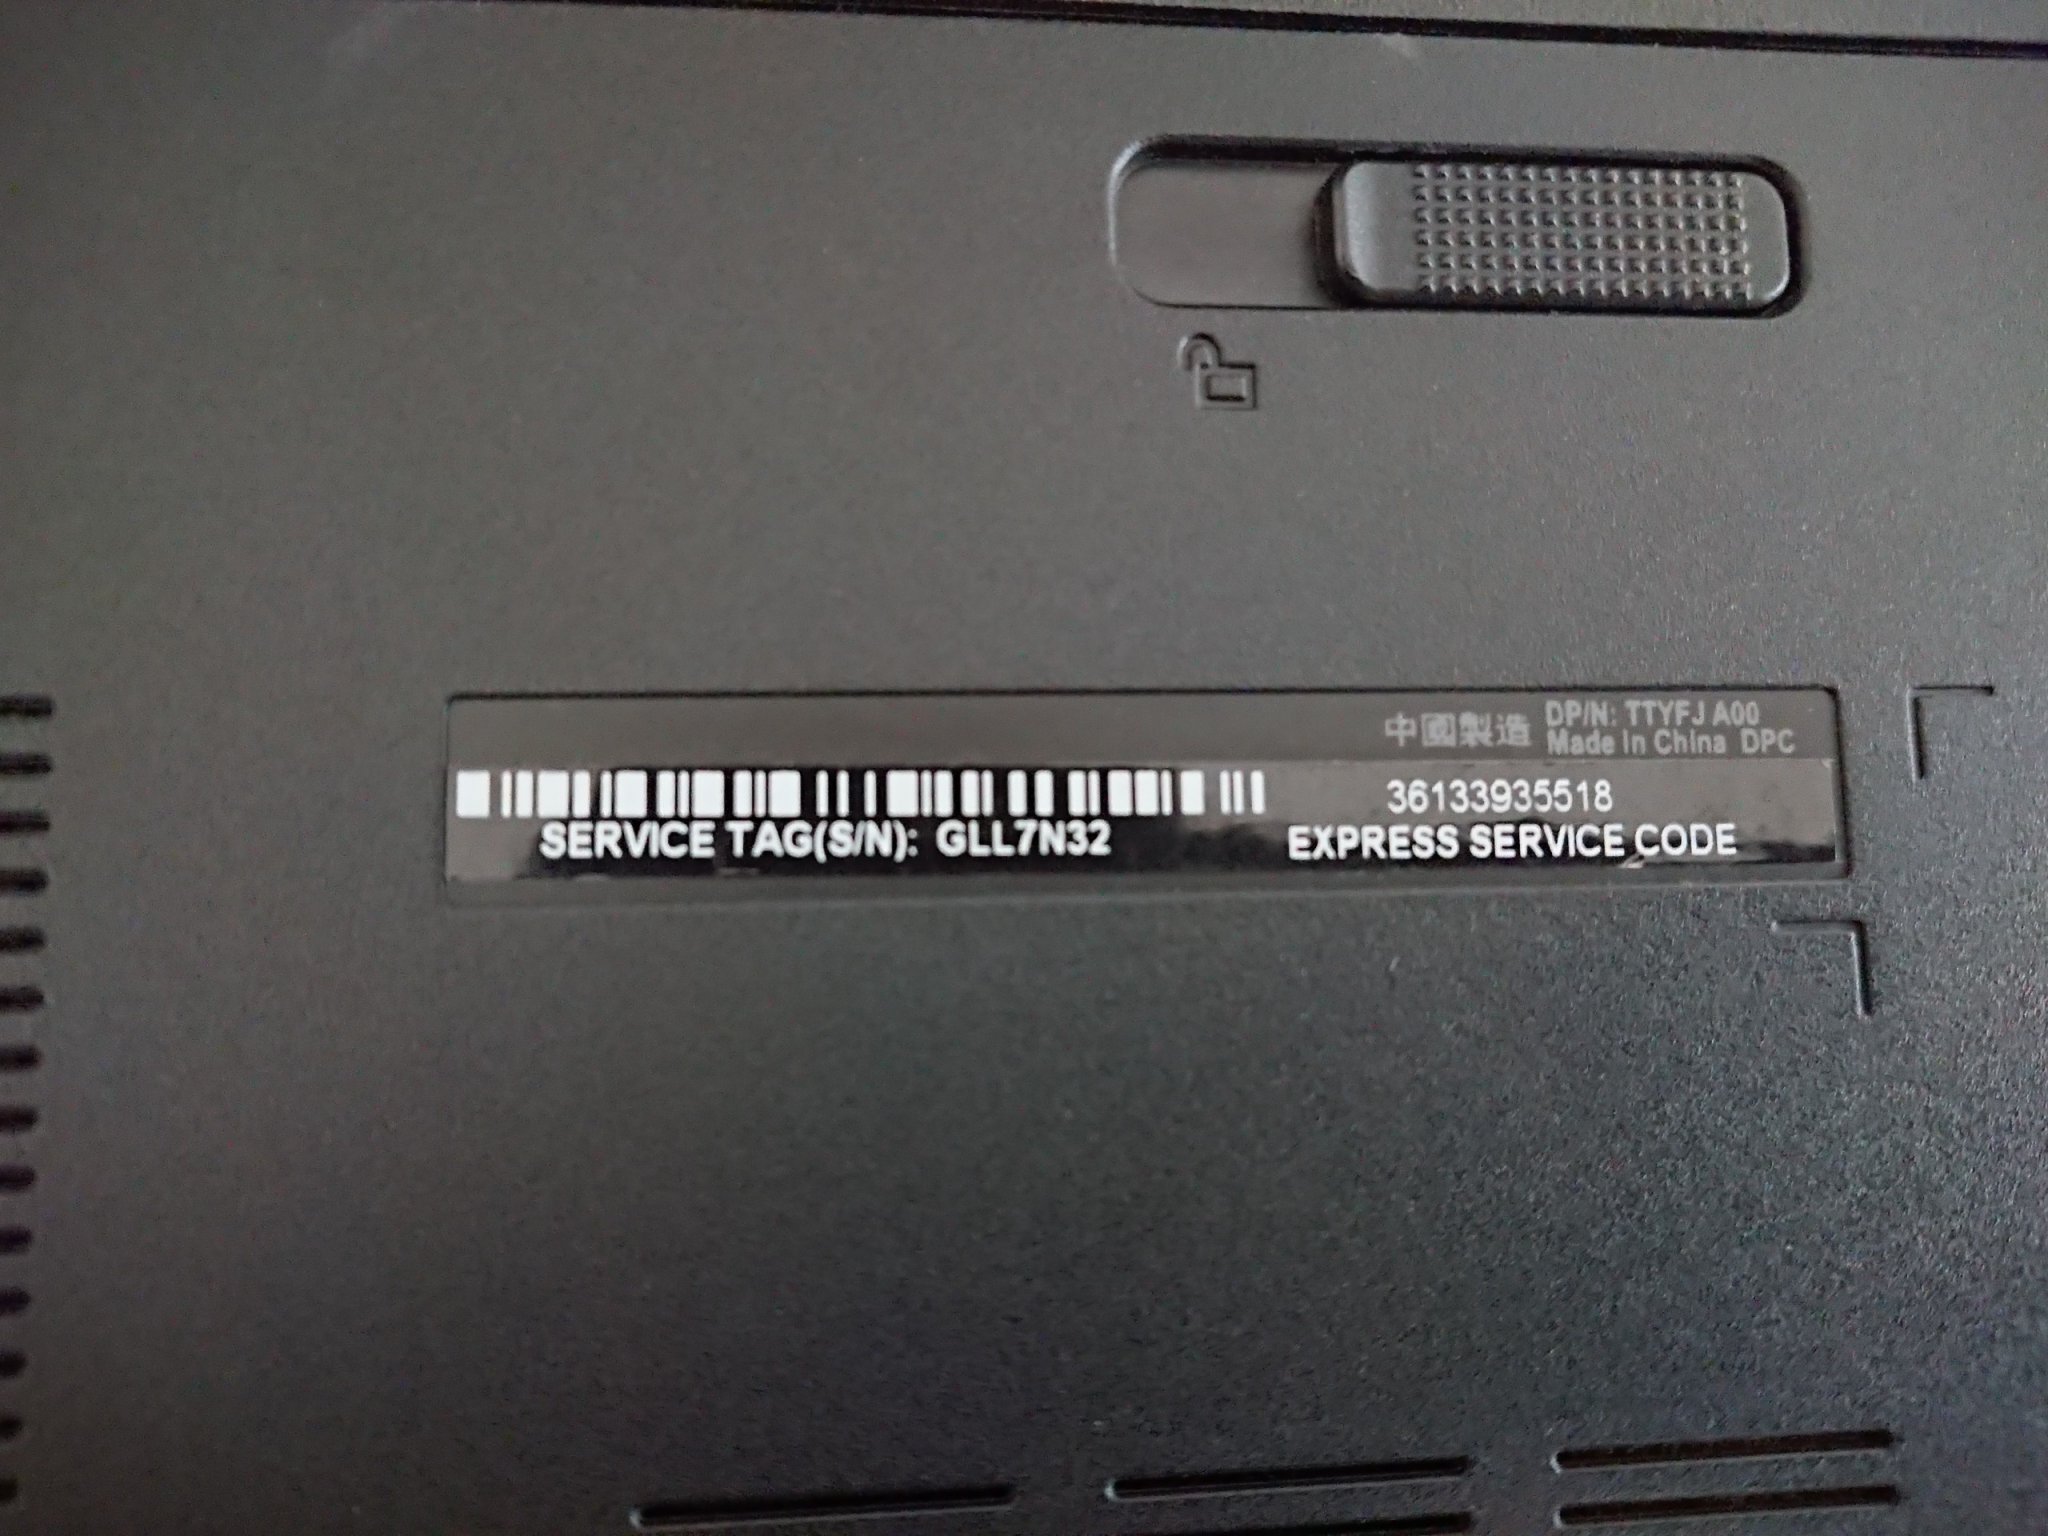 中國製造
DP/N: TTYFJ A00
Made In China DPC
36133935518
SERVICE TAG(S/N): GLL7N32
EXPRESS SERVICE CODE